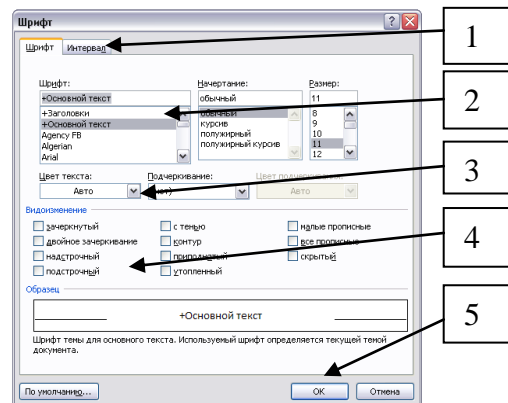 Шрифт
1
Шрифт Интервал
Шрифт: Начертание: Размер:
+Основной текст обычный 11
+Заголовки обычный 8
+Основной текст курсив 9
Agency FB полужирный 10
Algerian полужирный курсив 11
Arial 12
2
Цвет текста: Подчеркивание: Цвет подчеркивания:
Авто (нет) Авто
3
Видоизменение
зачеркнутый с тенью малые прописные
двойное зачеркивание контур все прописные
надстрочный приподнятый скрытый
подстрочный утопленный
4
Образец
+Основной текст
5
Шрифт темы для основного текста. Используемый шрифт определяется текущей темой
документа.
По умолчанию... ОК Отмена